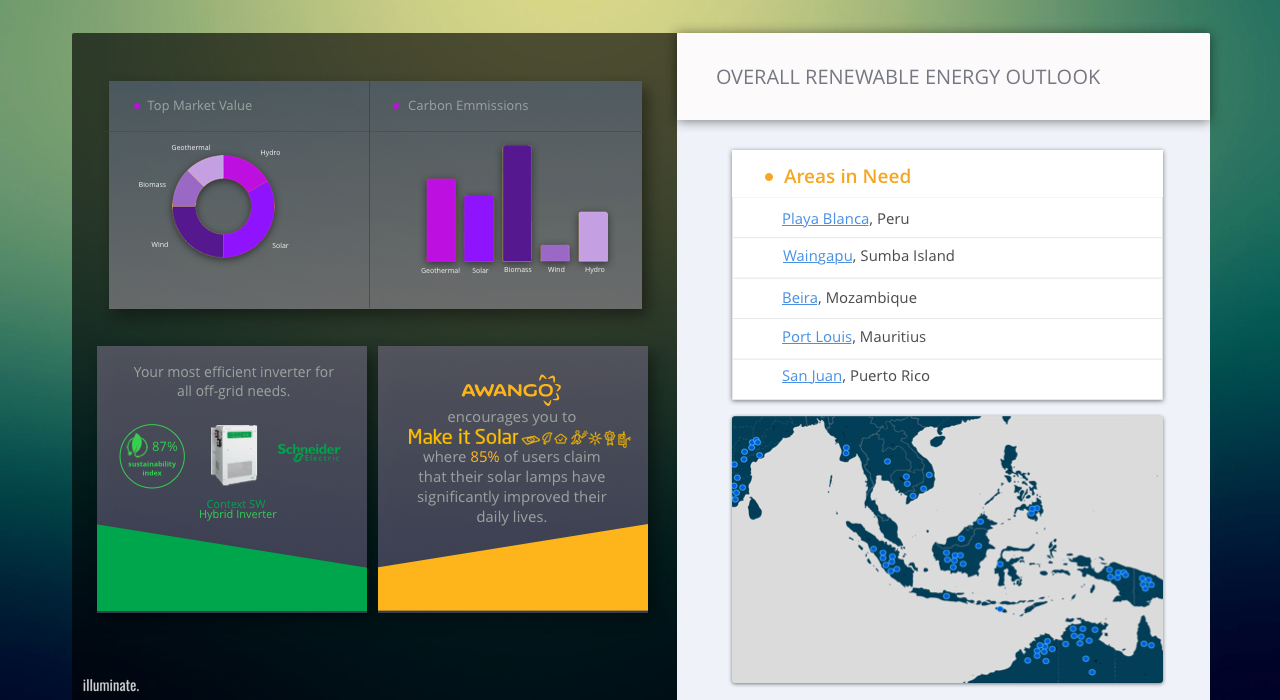 OVERALL RENEWABLE ENERGY OUTLOOK
Top Market Value
Geothermal
Hydro
Biomass
Wind
Solar
Carbon Emmissions
Geothermal
Solar
Biomass
Wind
Hydro
Your most efficient inverter for
all off-grid needs.
87%
sustainability
index
Schneider
Electric
Context SW
Hybrid Inverter
AWANGO
encourages you to
Make it Solar
where 85% of users claim
that their solar lamps have
significantly improved their
daily lives.
Areas in Need
Playa Blanca, Peru
Waingapu, Sumba Island
Beira, Mozambique
Port Louis, Mauritius
San Juan, Puerto Rico
illuminate.